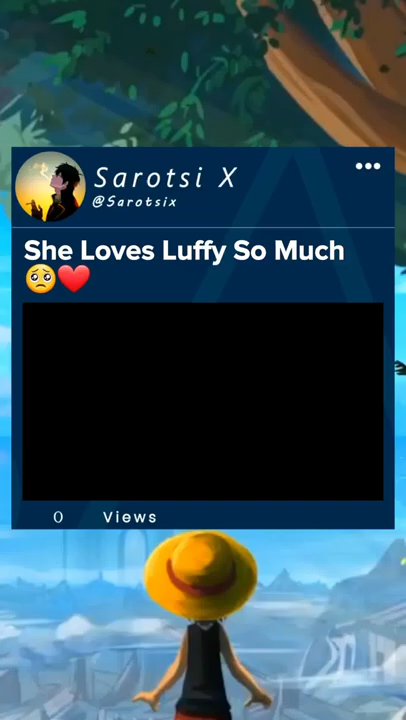 Sarotsi X
@Sarotsix
She Loves Luffy So Much
🥺❤️
0 Views